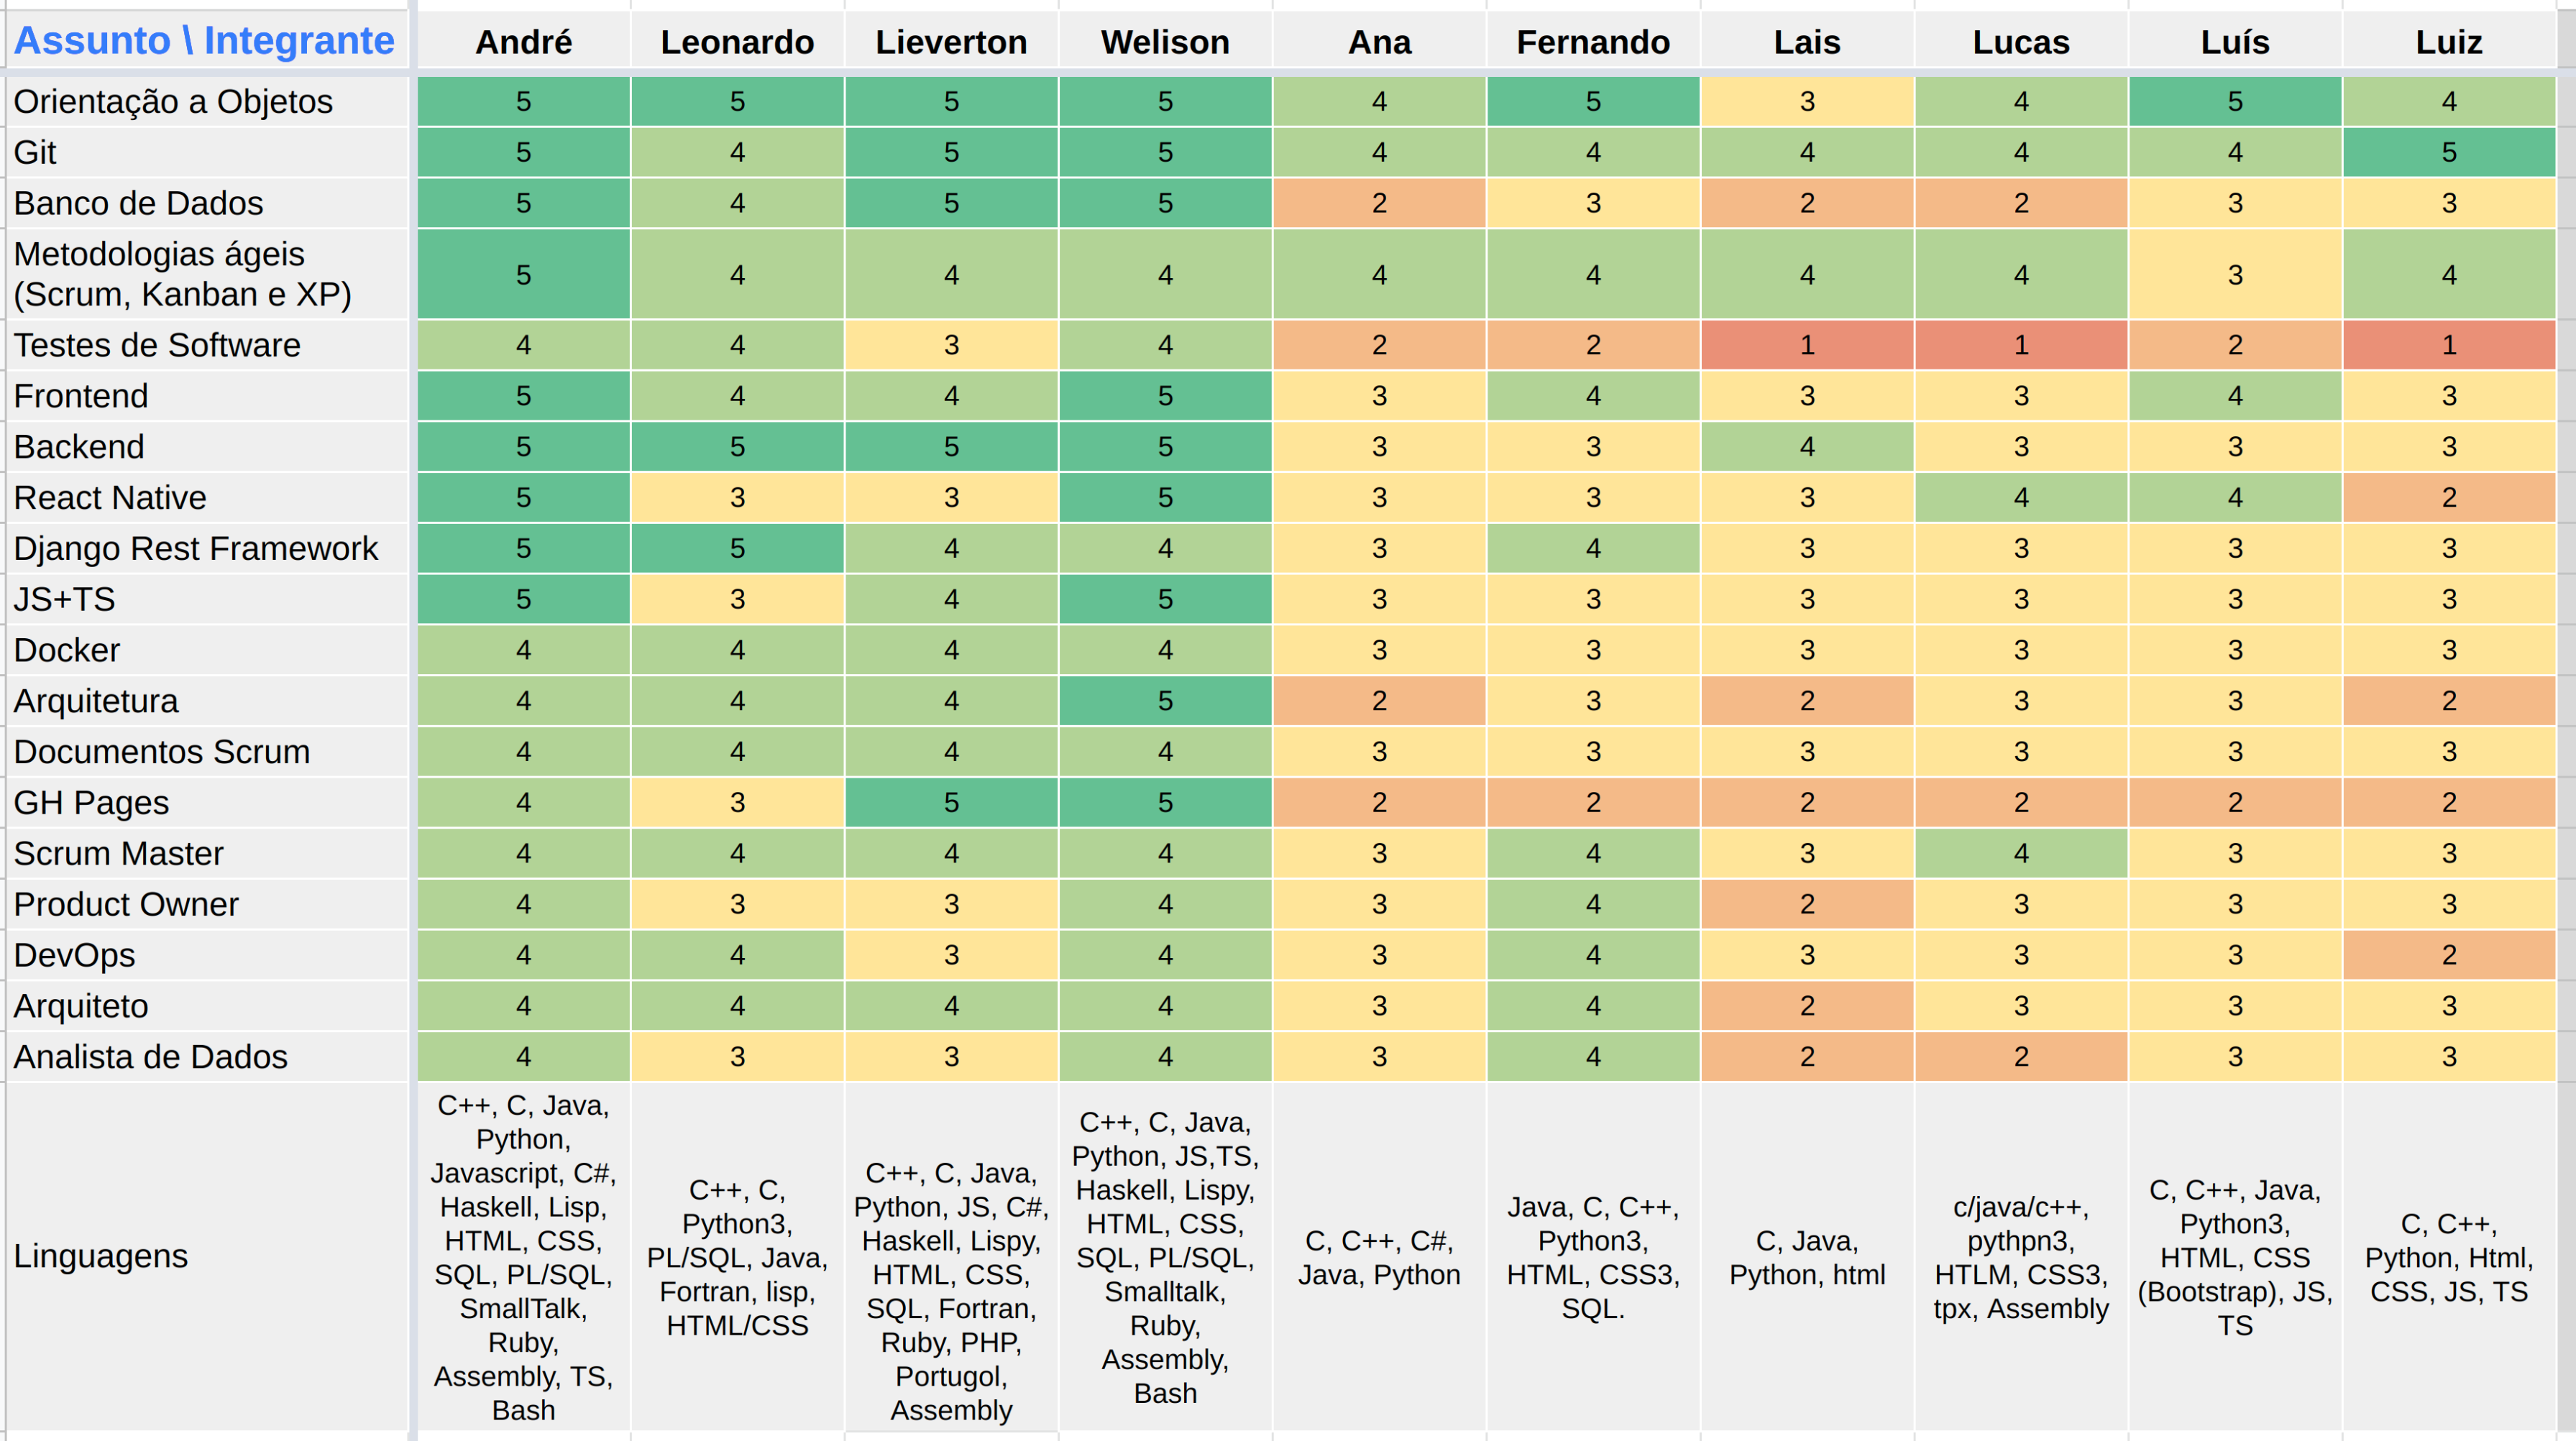 Assunto \ Integrante André Leonardo Lieverton Welison Ana Fernando Lais Lucas Luís Luiz
Orientação a Objetos 5 5 5 5 4 5 3 4 5 4
Git 5 4 5 5 4 4 4 4 4 5
Banco de Dados 5 4 5 5 2 3 2 2 3 3
Metodologias ágeis
(Scrum, Kanban e XP) 5 4 4 4 4 4 4 4 3 4
Testes de Software 4 4 3 4 2 2 1 1 2 1
Frontend 5 4 4 5 3 4 3 3 4 3
Backend 5 5 5 5 3 3 4 3 3 3
React Native 5 3 3 5 3 3 3 4 4 2
Django Rest Framework 5 5 4 4 3 4 3 3 3 3
JS+TS 5 3 4 5 3 3 3 3 3 3
Docker 4 4 4 4 3 3 3 3 3 3
Arquitetura 4 4 4 5 2 3 2 3 3 2
Documentos Scrum 4 4 4 4 3 3 3 3 3 3
GH Pages 4 3 5 5 2 2 2 2 2 2
Scrum Master 4 4 4 4 3 4 3 4 3 3
Product Owner 4 3 3 4 3 4 2 3 3 3
DevOps 4 4 3 4 3 4 3 3 3 2
Arquiteto 4 4 4 4 3 4 2 3 3 3
Analista de Dados 4 3 3 4 3 4 2 2 3 3
Linguagens
C++, C, Java,
Python,
Javascript, C#,
Haskell, Lisp,
HTML, CSS,
SQL, PL/SQL,
SmallTalk,
Ruby,
Assembly, TS,
Bash
C++, C,
Python3,
PL/SQL, Java,
Fortran, lisp,
HTML/CSS
C++, C, Java,
Python, JS, C#,
Haskell, Lispy,
HTML, CSS,
SQL, Fortran,
Ruby, PHP,
Portugol,
Assembly
C++, C, Java,
Python, JS,TS,
Haskell, Lispy,
HTML, CSS,
SQL, PL/SQL,
Smalltalk,
Ruby,
Assembly,
Bash
C, C++, C#,
Java, Python
Java, C, C++,
Python3,
HTML, CSS3,
SQL.
C, Java,
Python, html
c/java/c++,
pythpn3,
HTLM, CSS3,
tpx, Assembly
C, C++, Java,
Python3,
HTML, CSS
(Bootstrap), JS,
TS
C, C++,
Python, Html,
CSS, JS, TS